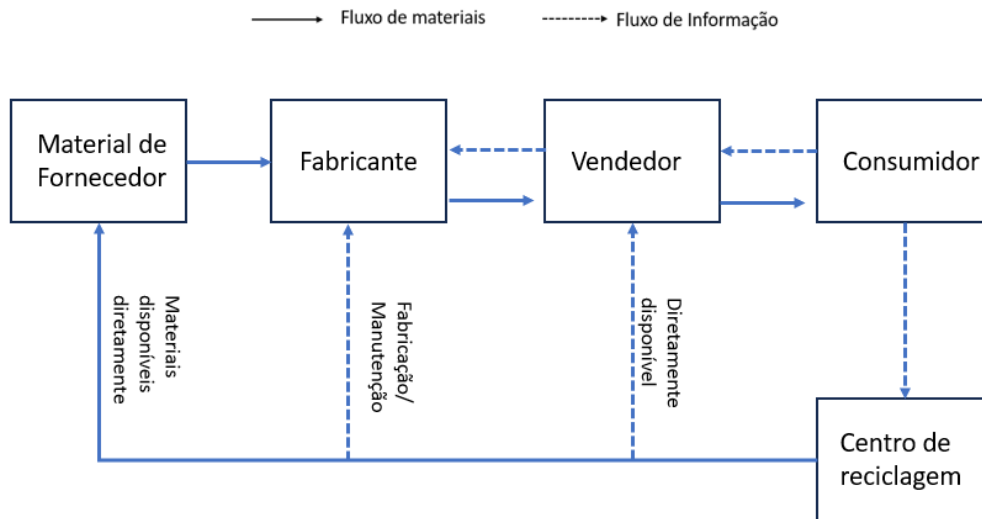 Fluxo de materiais
Fluxo de Informação
Material de
Fornecedor
Fabricante
Vendedor
Consumidor
Materiais
disponíveis
diretamente
Fabricação/
Manutenção
Diretamente
disponível
Centro de
reciclagem